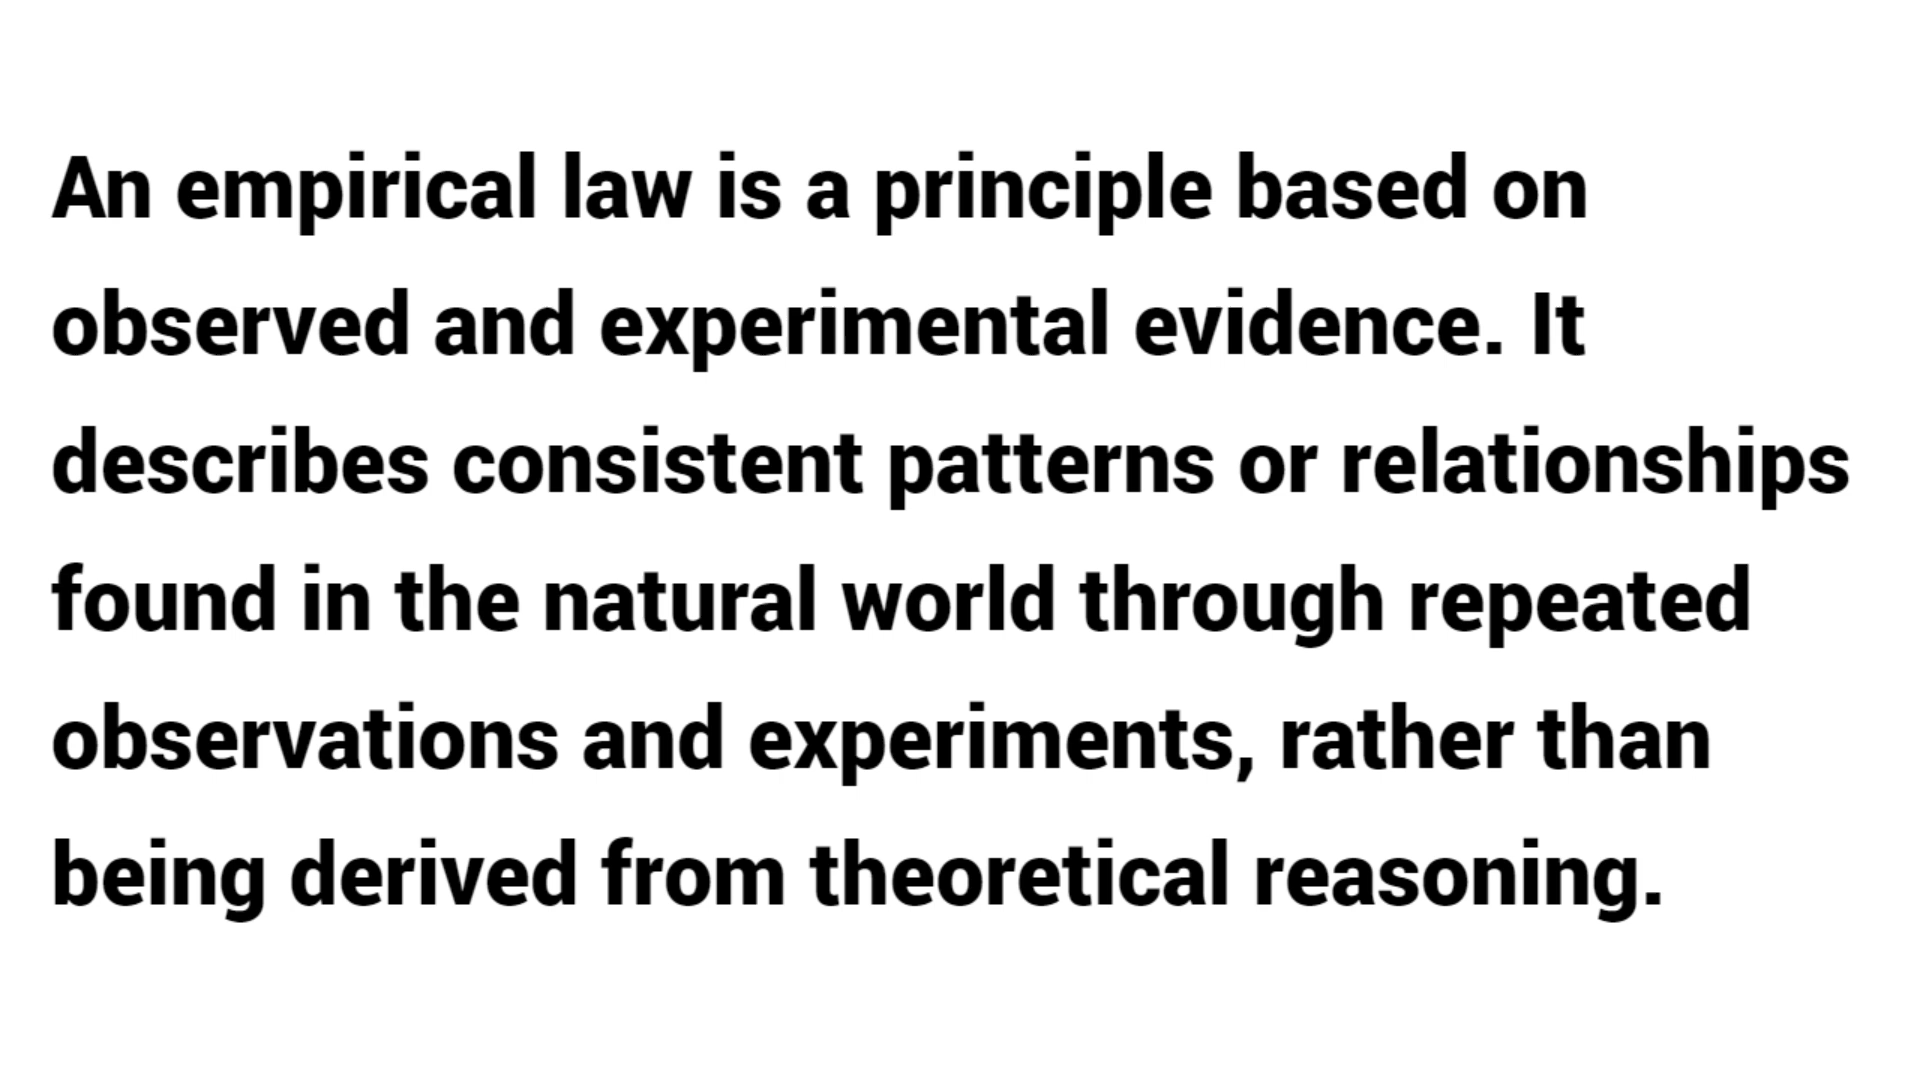 An empirical law is a principle based on
observed and experimental evidence. It
describes consistent patterns or relationships
found in the natural world through repeated
observations and experiments, rather than
being derived from theoretical reasoning.